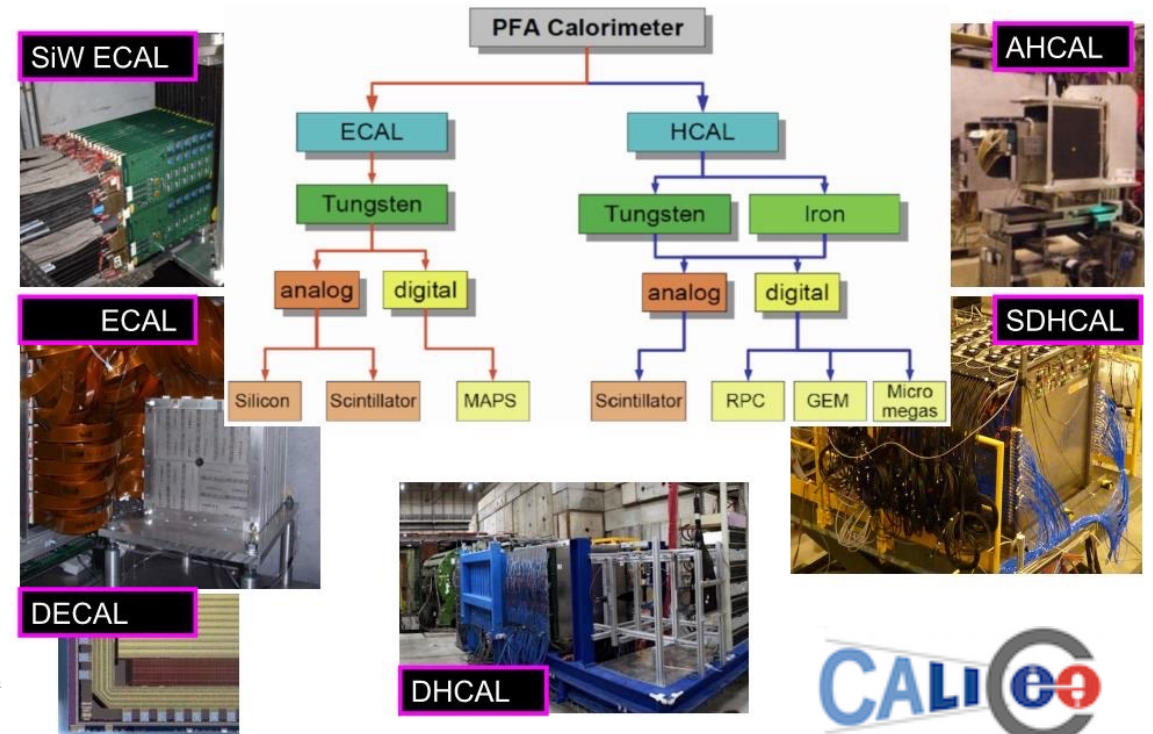 PFA Calorimeter
SiW ECAL
AHCAL
ECAL
HCAL
Tungsten
Tungsten
Iron
analog
digital
analog
digital
ECAL
SDHCAL
Silicon
Scintillator
MAPS
Scintillator
RPC
GEM
Micro
megas
DECAL
DHCAL
CALICE